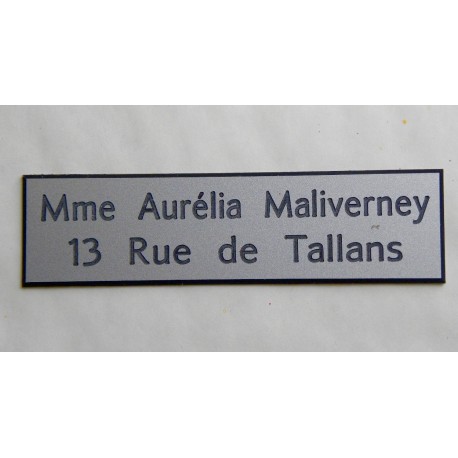 Mme Aurélia Maliverney
13 Rue de Tallans